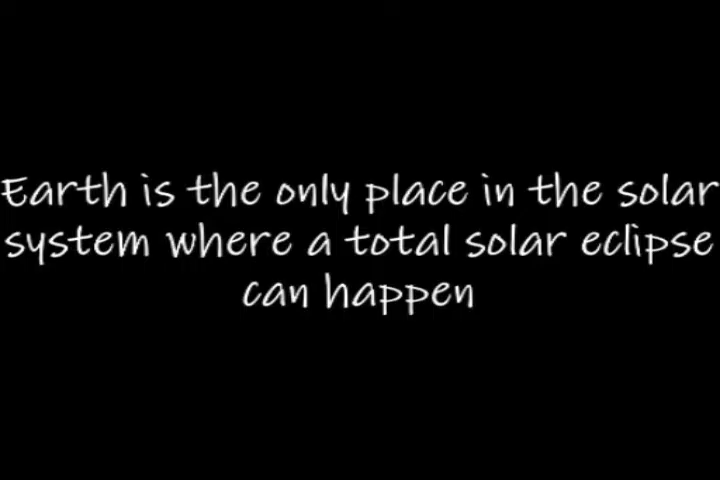 Earth is the only place in the solar
system where a total solar eclipse
can happen